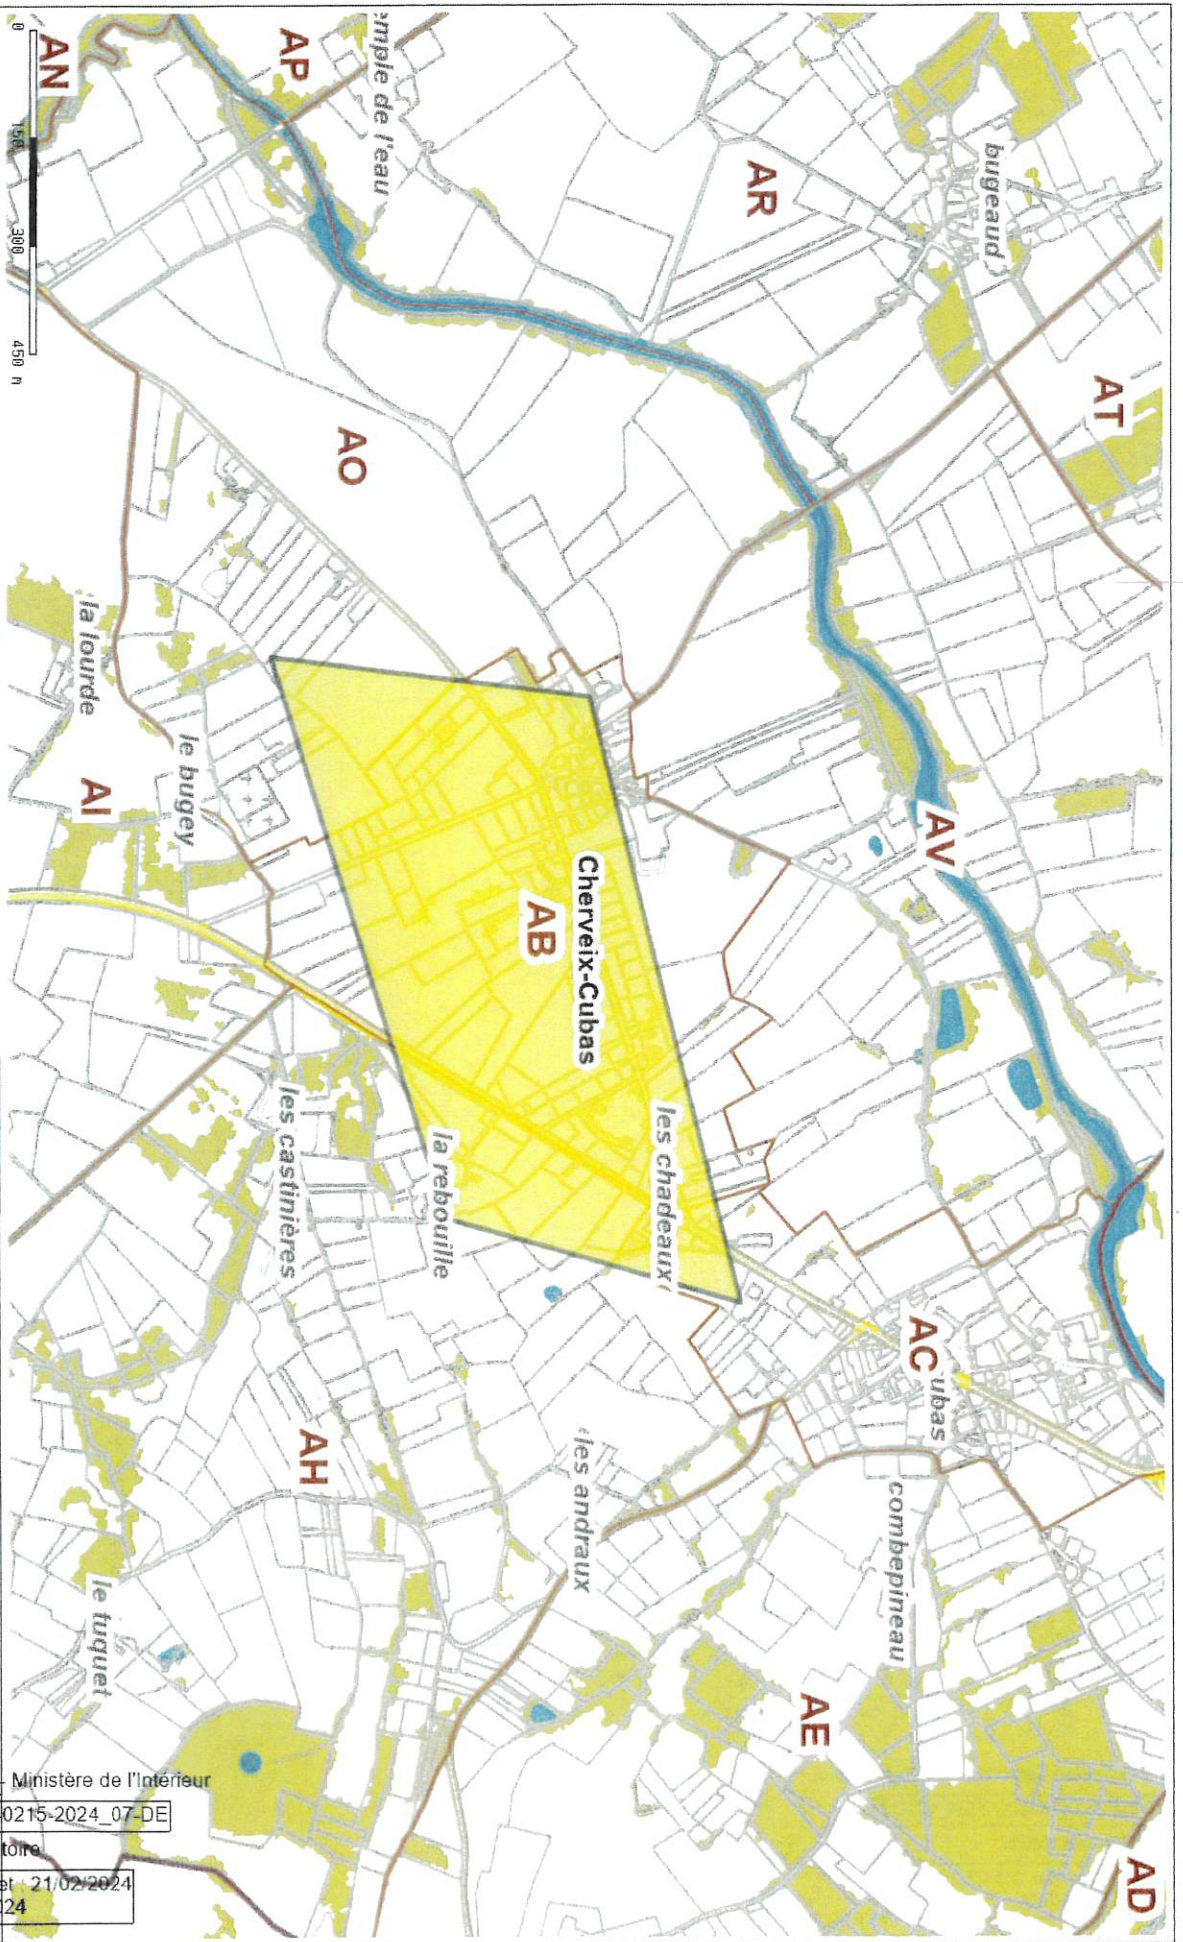 AD
AT
bugeaud
AV
AC
ubas
combepineau
AE
AR
les chadeaux
Cherveix-Cubas
AB
les andraux
la rebouille
mple de l'eau
AO
AP
AH
les castinières
le bugey
AI
la lourde
le tuquet
AN
0 150 300 450 m
- Ministère de l'Intérieur
0215-2024_07-DE
toire
et : 21/02/2024
24